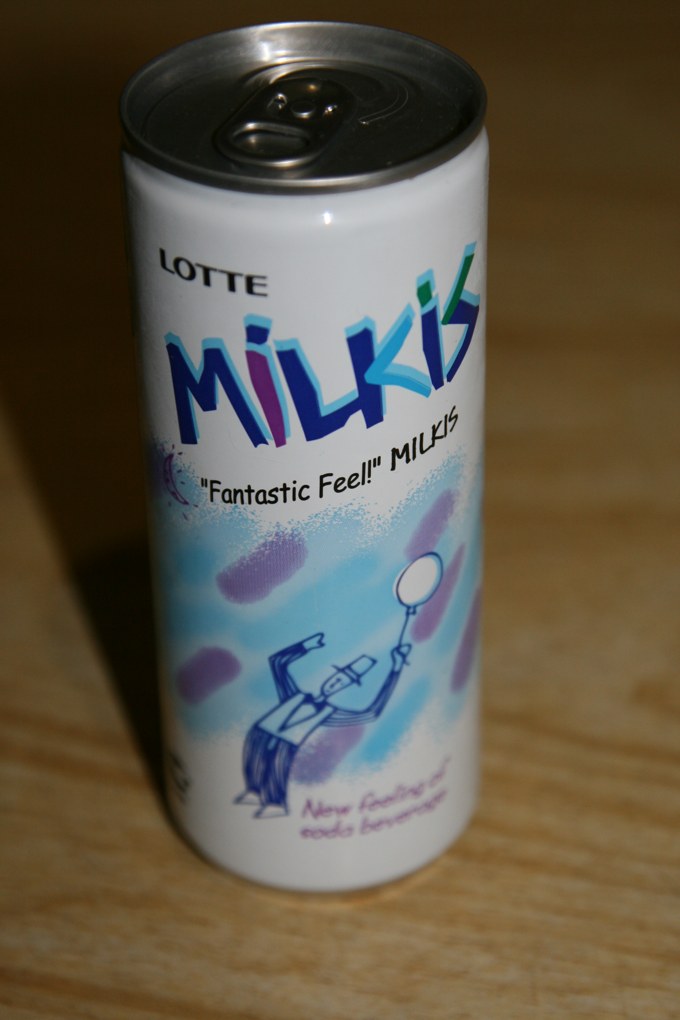 LOTTE
MiLKiS
"Fantastic Feel!" MILKIS
New feeling of
soda beverage